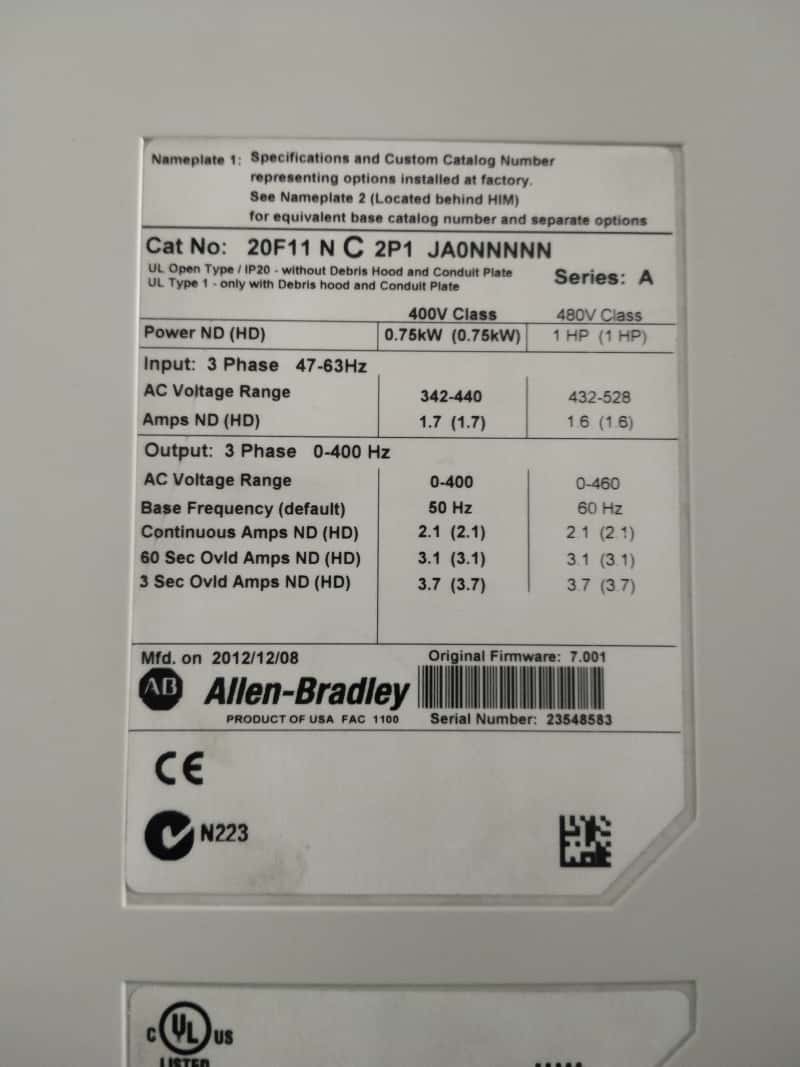 Nameplate 1: Specifications and Custom Catalog Number
representing options installed at factory.
See Nameplate 2 (Located behind HIM)
for equivalent base catalog number and separate options
Cat No: 20F11 N C 2P1 JA0NNNNN
UL Open Type / IP20 - without Debris Hood and Conduit Plate
UL Type 1 - only with Debris hood and Conduit Plate
Series: A
400V Class 480V Class
Power ND (HD) 0.75kW (0.75kW) 1 HP (1 HP)
Input: 3 Phase 47-63Hz
AC Voltage Range 342-440 432-528
Amps ND (HD) 1.7 (1.7) 1.6 (1.6)
Output: 3 Phase 0-400 Hz
AC Voltage Range 0-400 0-460
Base Frequency (default) 50 Hz 60 Hz
Continuous Amps ND (HD) 2.1 (2.1) 2.1 (2.1)
60 Sec Ovld Amps ND (HD) 3.1 (3.1) 3.1 (3.1)
3 Sec Ovld Amps ND (HD) 3.7 (3.7) 3.7 (3.7)
Mfd. on 2012/12/08 Original Firmware: 7.001
AB Allen-Bradley
PRODUCT OF USA FAC 1100 Serial Number: 23548583
CE
N223
C UL US
LISTED